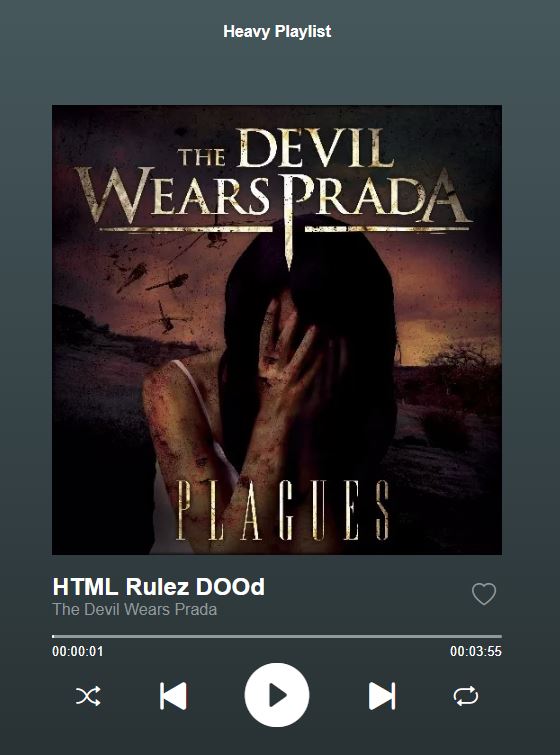 Heavy Playlist
THE DEVIL
WEARS PRADA
PLAGUES
HTML Rulez DOOd
The Devil Wears Prada
00:00:01
00:03:55